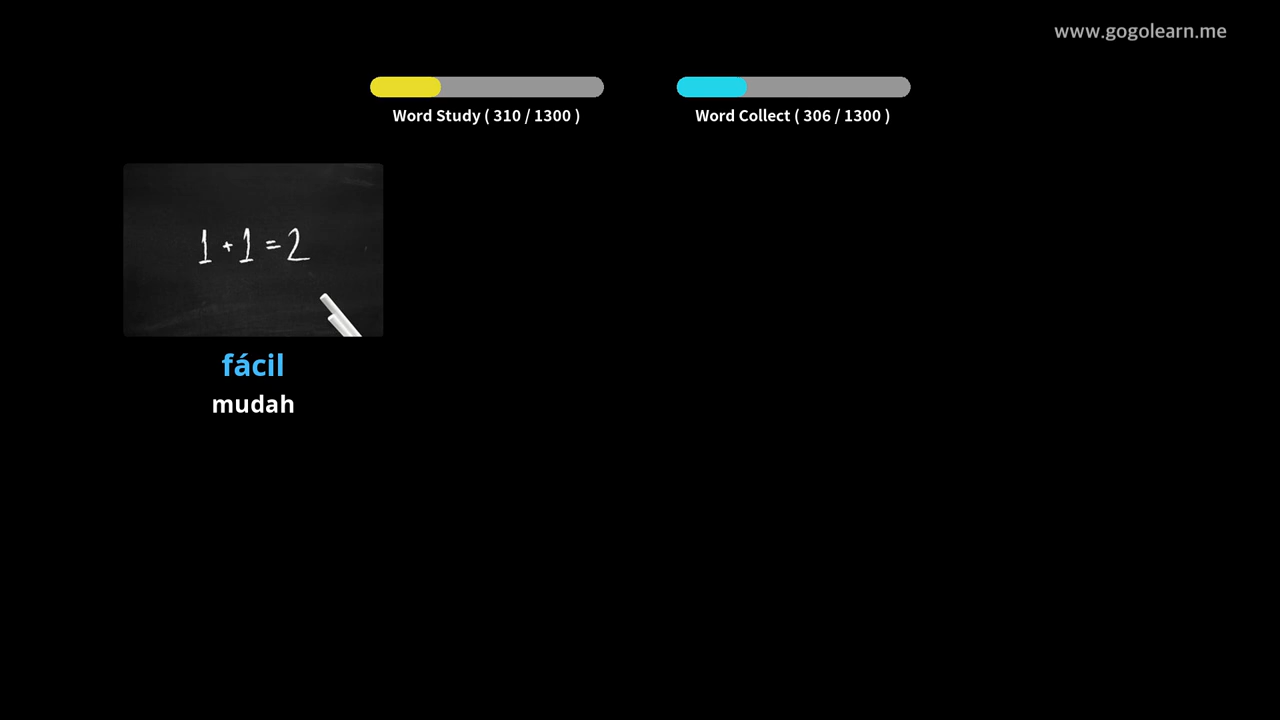 www.gogolearn.me
Word Study ( 310 / 1300 )
Word Collect ( 306 / 1300 )
1 + 1 = 2
fácil
mudah